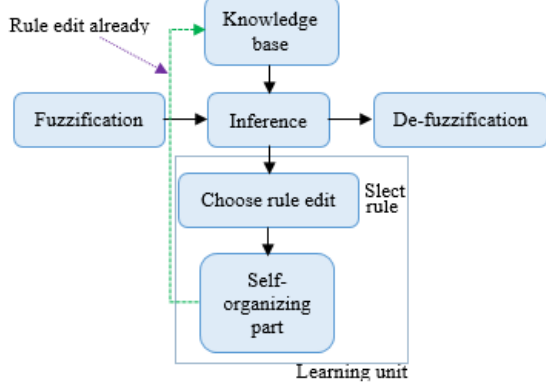 Rule edit already
Knowledge
base
Fuzzification
Inference
De-fuzzification
Choose rule edit
Slect
rule
Self-
organizing
part
Learning unit